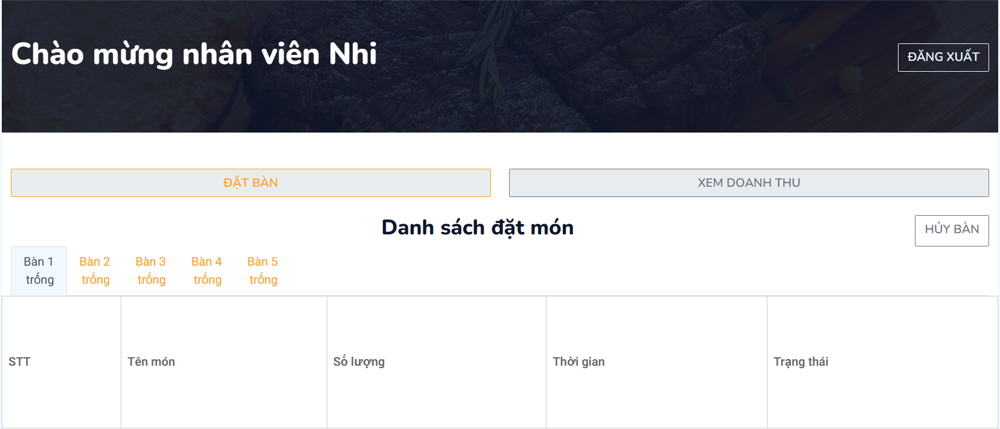 Chào mừng nhân viên Nhi
ĐĂNG XUẤT
ĐẶT BÀN
XEM DOANH THU
Danh sách đặt món
HỦY BÀN
Bàn 1 Bàn 2 Bàn 3 Bàn 4 Bàn 5
trống trống trống trống trống
STT Tên món Số lượng Thời gian Trạng thái